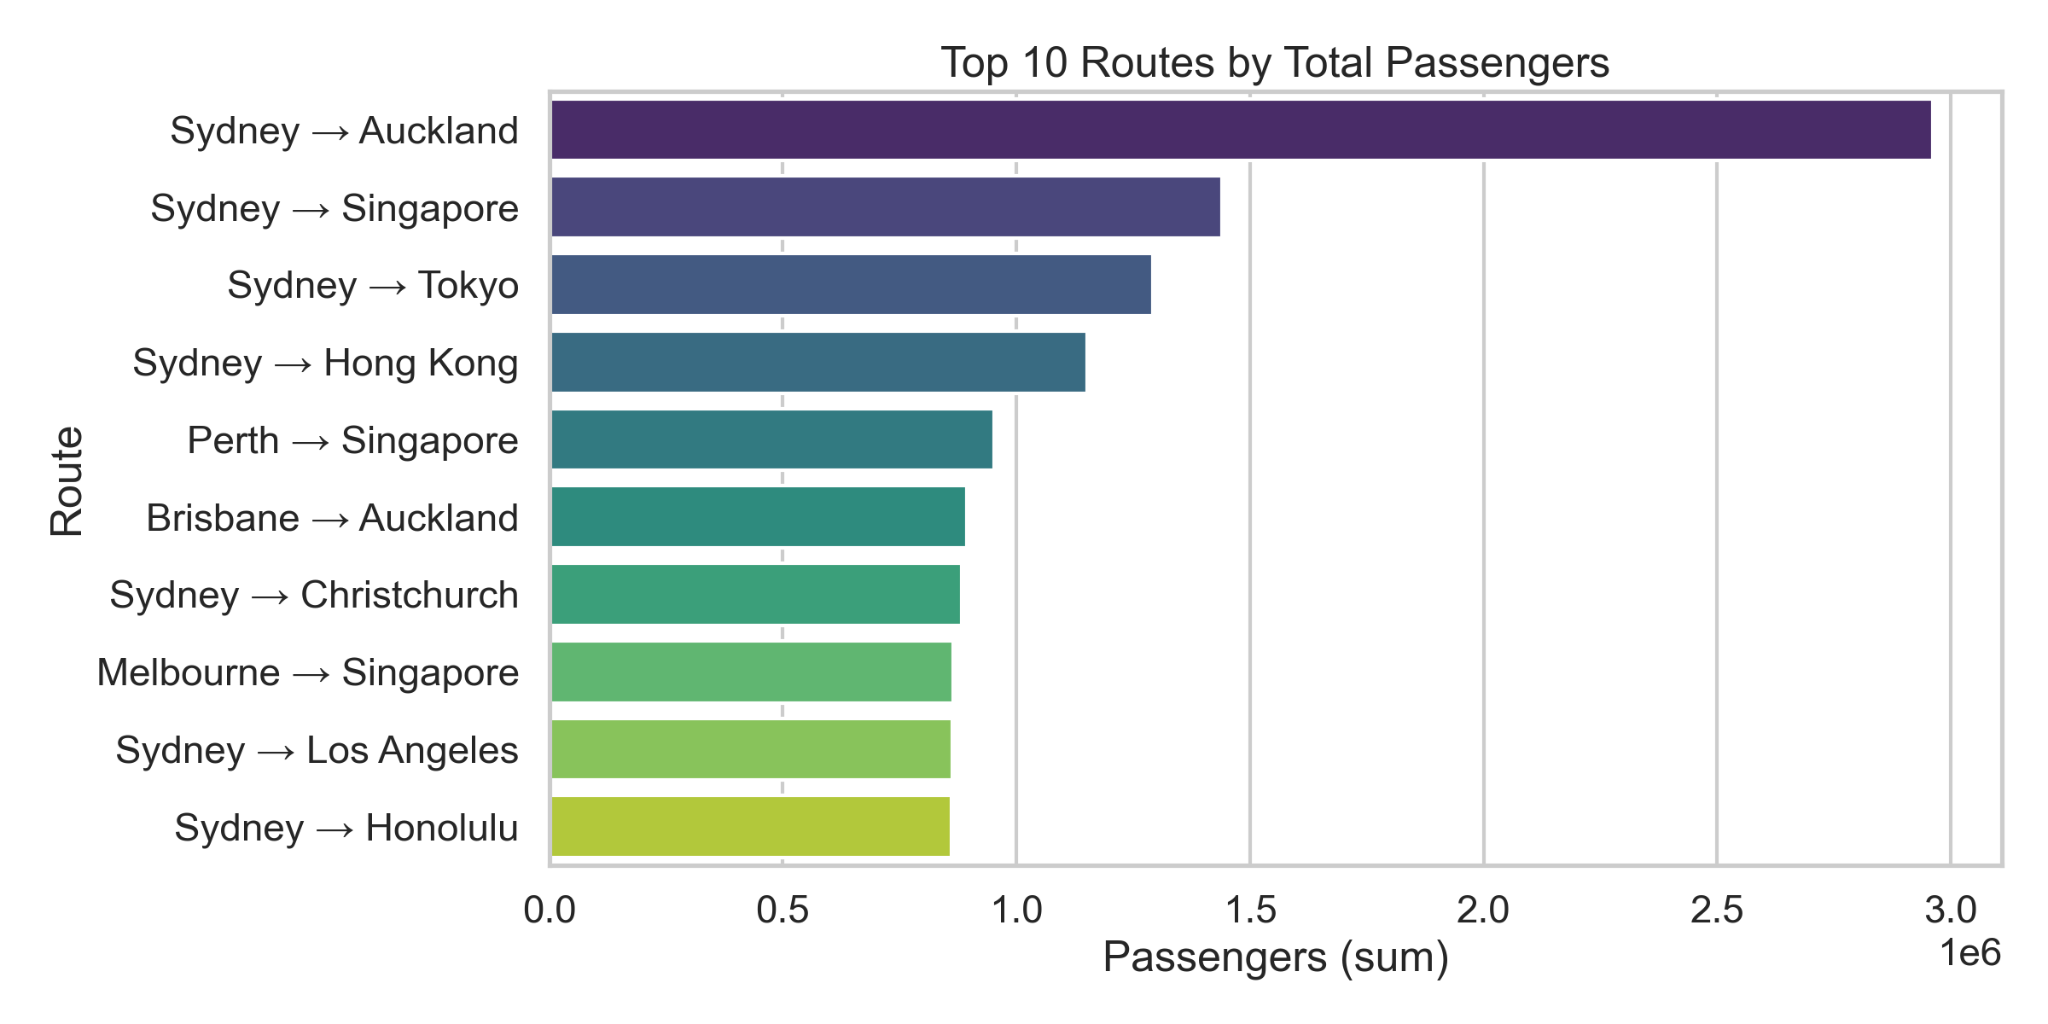 Top 10 Routes by Total Passengers
Route
Sydney → Auckland
Sydney → Singapore
Sydney → Tokyo
Sydney → Hong Kong
Perth → Singapore
Brisbane → Auckland
Sydney → Christchurch
Melbourne → Singapore
Sydney → Los Angeles
Sydney → Honolulu
0.0 0.5 1.0 1.5 2.0 2.5 3.0
1e6
Passengers (sum)